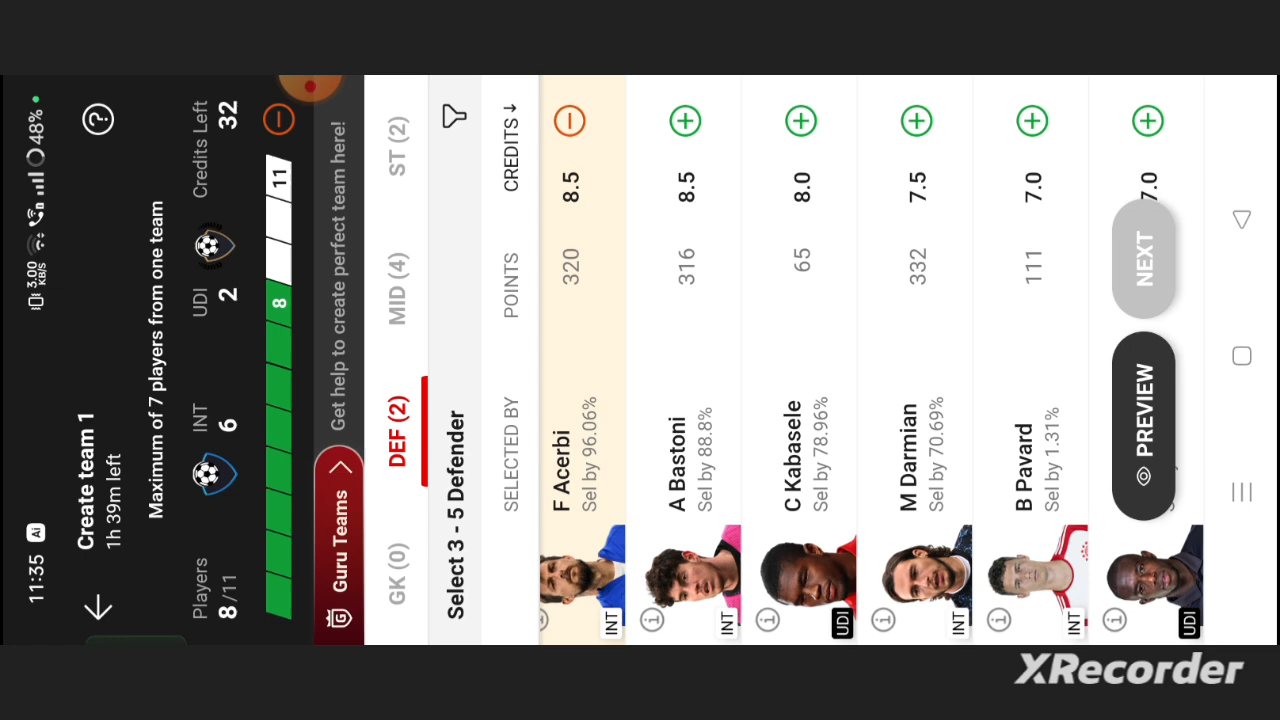 11:35 Ai 3.00 KB/S 48%
Create team 1
1h 39m left
Maximum of 7 players from one team
Players INT UDI Credits Left
8 /11 6 2 32
8 11
Guru Teams Get help to create perfect team here!
GK (0) DEF (2) MID (4) ST (2)
Select 3 - 5 Defender
SELECTED BY POINTS CREDITS
INT F Acerbi 320 8.5
Sel by 96.06%
INT A Bastoni 316 8.5
Sel by 88.8%
UDI C Kabasele 65 8.0
Sel by 78.96%
INT M Darmian 332 7.5
Sel by 70.69%
INT B Pavard 111 7.0
Sel by 1.31%
UDI 7.0
PREVIEW NEXT
XRecorder